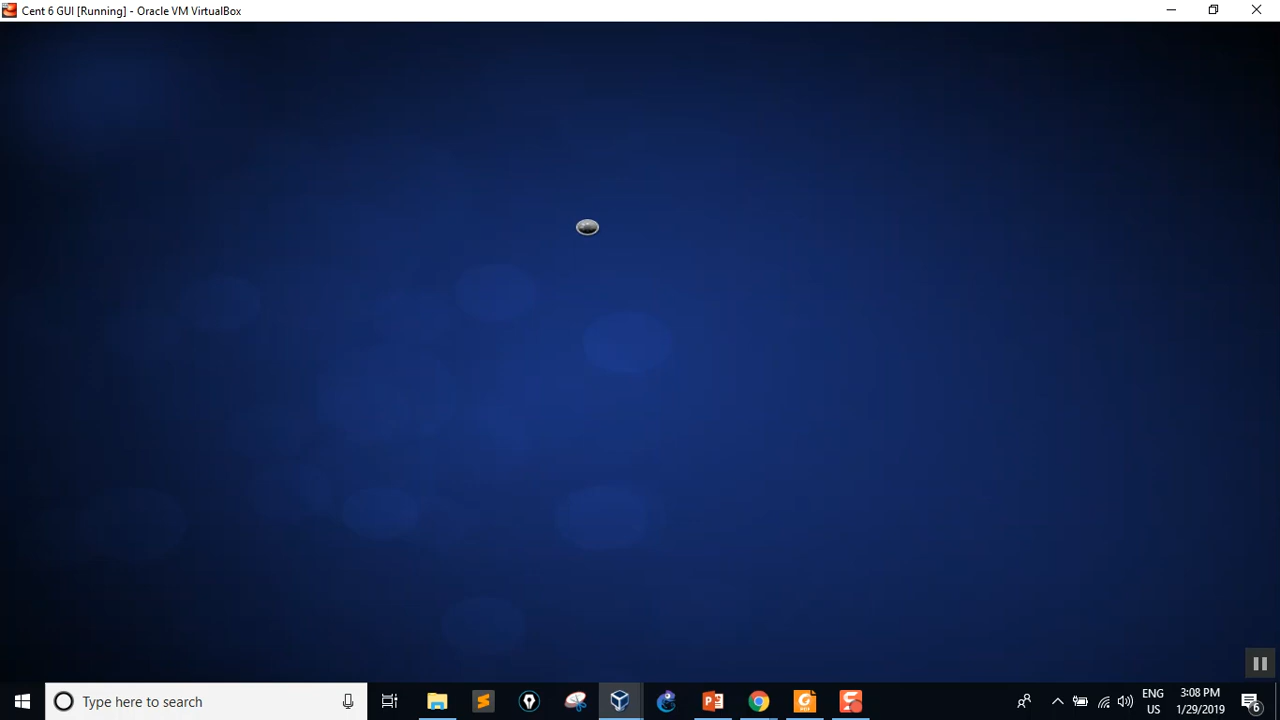 Cent 6 GUI [Running] - Oracle VM VirtualBox
Type here to search
ENG
US
3:08 PM
1/29/2019
6